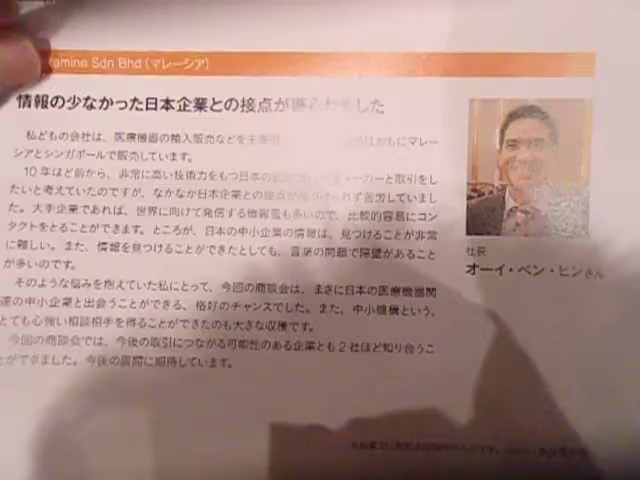 amine Sdn Bhd（マレーシア）
情報の少なかった日本企業との接点が得られました
私どもの会社は、医療機器の輸入販売などを主 はおもにマレー
シアとシンガポールで販売しています。
10年ほど前から、非常に高い技術力をもつ日本の メーカーと取引をし
たいと考えていたのですが、なかなか日本企業との接点が られず苦労していまし
た。大手企業であれば、世界に向けて発信する情報量も多いので、比較的容易にコン
タクトをとることができます。ところが、日本の中小企業の情報は、見つけることが非常
に難しい。また、情報を見つけることができたとしても、言葉の問題で障壁があること
が多いのです。
そのような悩みを抱えていた私にとって、今回の商談会は、まさに日本の医療機器関
連の中小企業と出会うことができる、格好のチャンスでした。また、中小機構という、
とても心強い相談相手を得ることができたのも大きな収穫です。
今回の商談会では、今後の取引につながる可能性のある企業とも2社ほど知り合うこ
とができました。今後の展開に期待しています。
社長
オーイ・ベン・ヒンさん